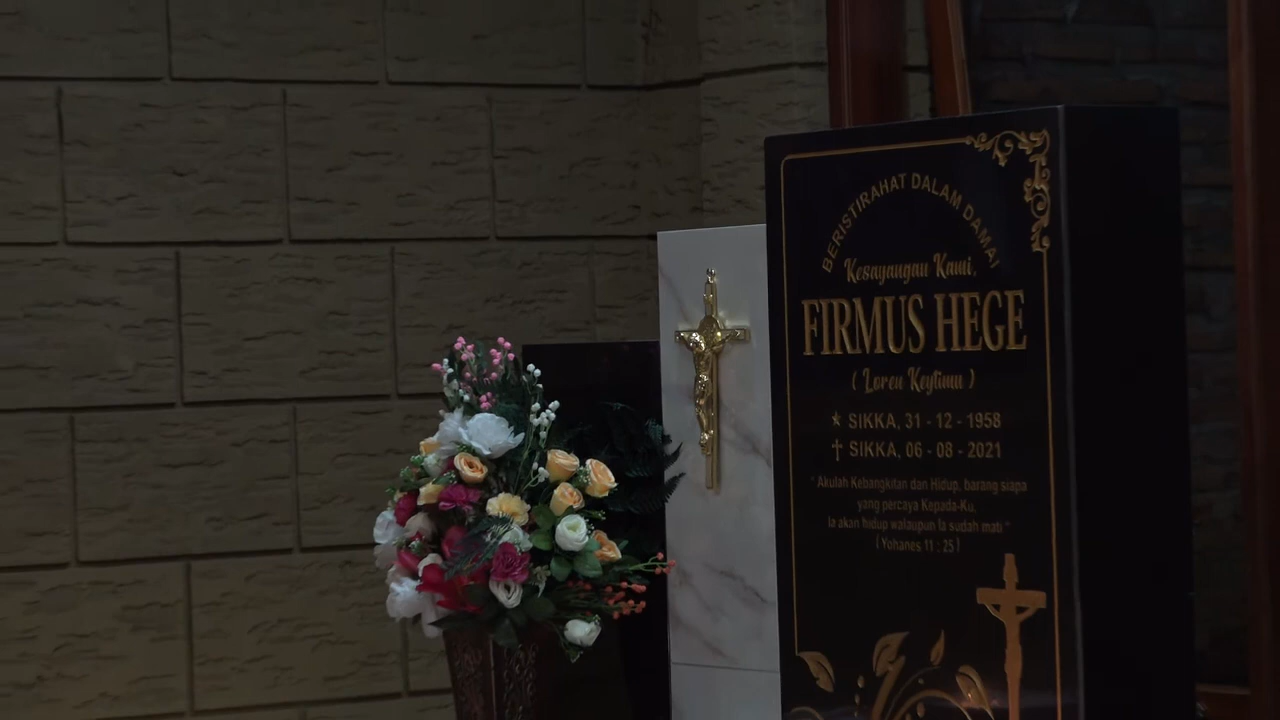 BERISTIRAHAT DALAM DAMAI
Kesayangan Kami,
FIRMUS HEGE
( Loren Keytimu )
SIKKA, 31 - 12 - 1958
SIKKA, 06 - 08 - 2021
" Akulah Kebangkitan dan Hidup, barang siapa
yang percaya Kepada-Ku,
Ia akan hidup walaupun Ia sudah mati "
( Yohanes 11 : 25 )